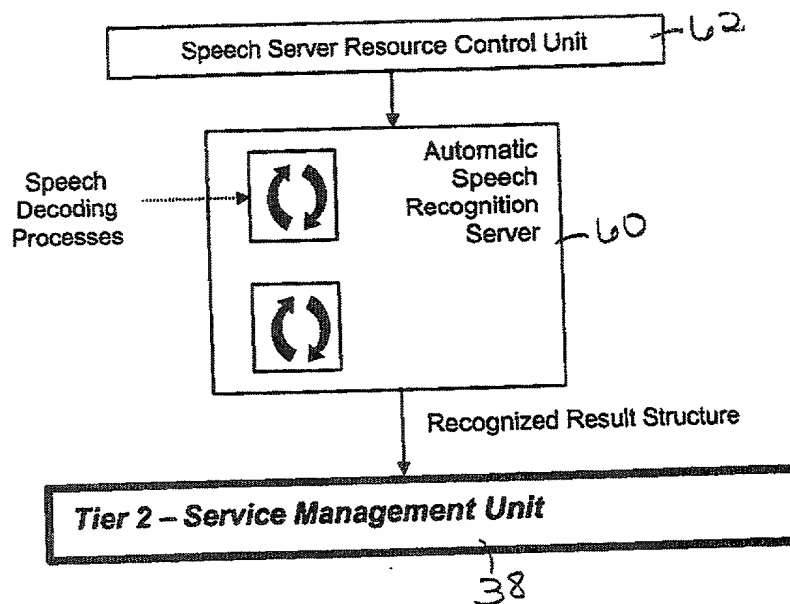 Speech Server Resource Control Unit
62
Automatic
Speech
Recognition
Server
Speech
Decoding
Processes
60
Recognized Result Structure
Tier 2 – Service Management Unit
38